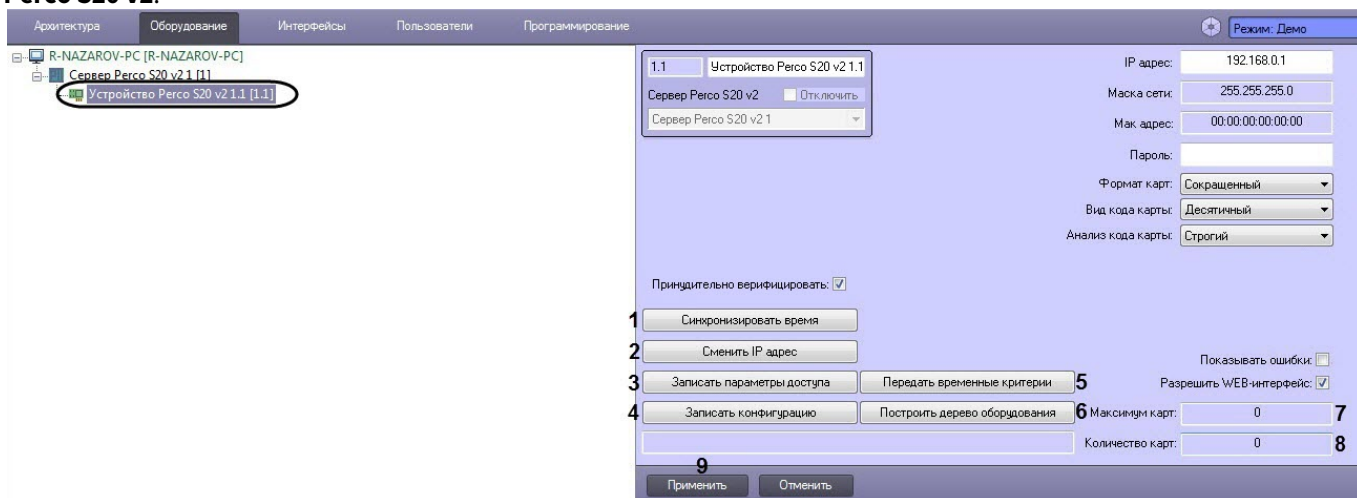 Perco S20 v2.
Архитектура Оборудование Интерфейсы Пользователи Программирование Режим: Демо
R-NAZAROV-PC [R-NAZAROV-PC]
Сервер Perco S20 v2 1 [1]
Устройство Perco S20 v2 1.1 [1.1]
1.1 Устройство Perco S20 v2 1.1
Сервер Perco S20 v2 Отключить
Сервер Perco S20 v2 1
IP адрес: 192.168.0.1
Маска сети: 255.255.255.0
Мак адрес: 00:00:00:00:00:00
Пароль:
Формат карт: Сокращенный
Вид кода карты: Десятичный
Анализ кода карты: Строгий
Принудительно верифицировать:
1 Синхронизировать время
2 Сменить IP адрес
Показывать ошибки:
3 Записать параметры доступа Передать временные критерии 5 Разрешить WEB-интерфейс:
4 Записать конфигурацию Построить дерево оборудования 6 Максимум карт: 0 7
Количество карт: 0 8
9
Применить Отменить